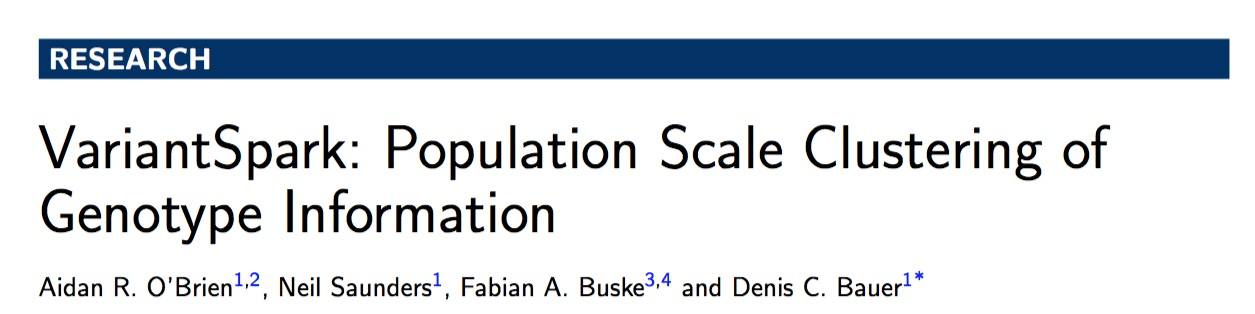 RESEARCH
VariantSpark: Population Scale Clustering of
Genotype Information
Aidan R. O'Brien1,2, Neil Saunders1, Fabian A. Buske3,4 and Denis C. Bauer1*